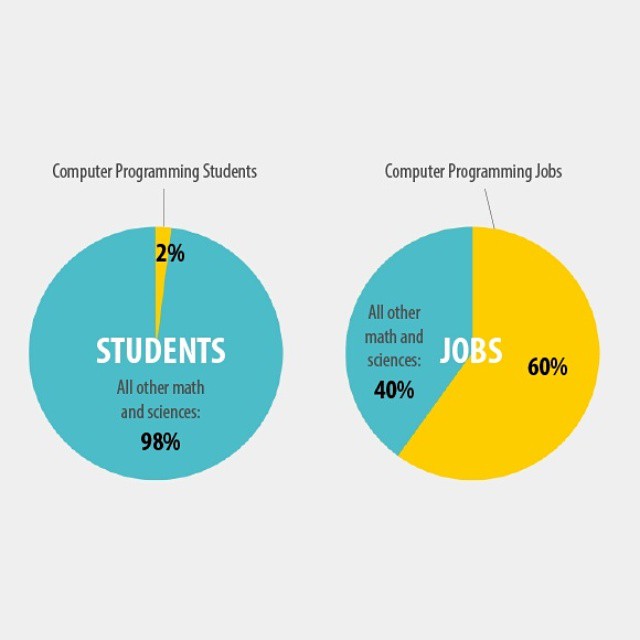 Computer Programming Students
2%
STUDENTS
All other math
and sciences:
98%
Computer Programming Jobs
All other
math and
sciences:
40%
JOBS
60%